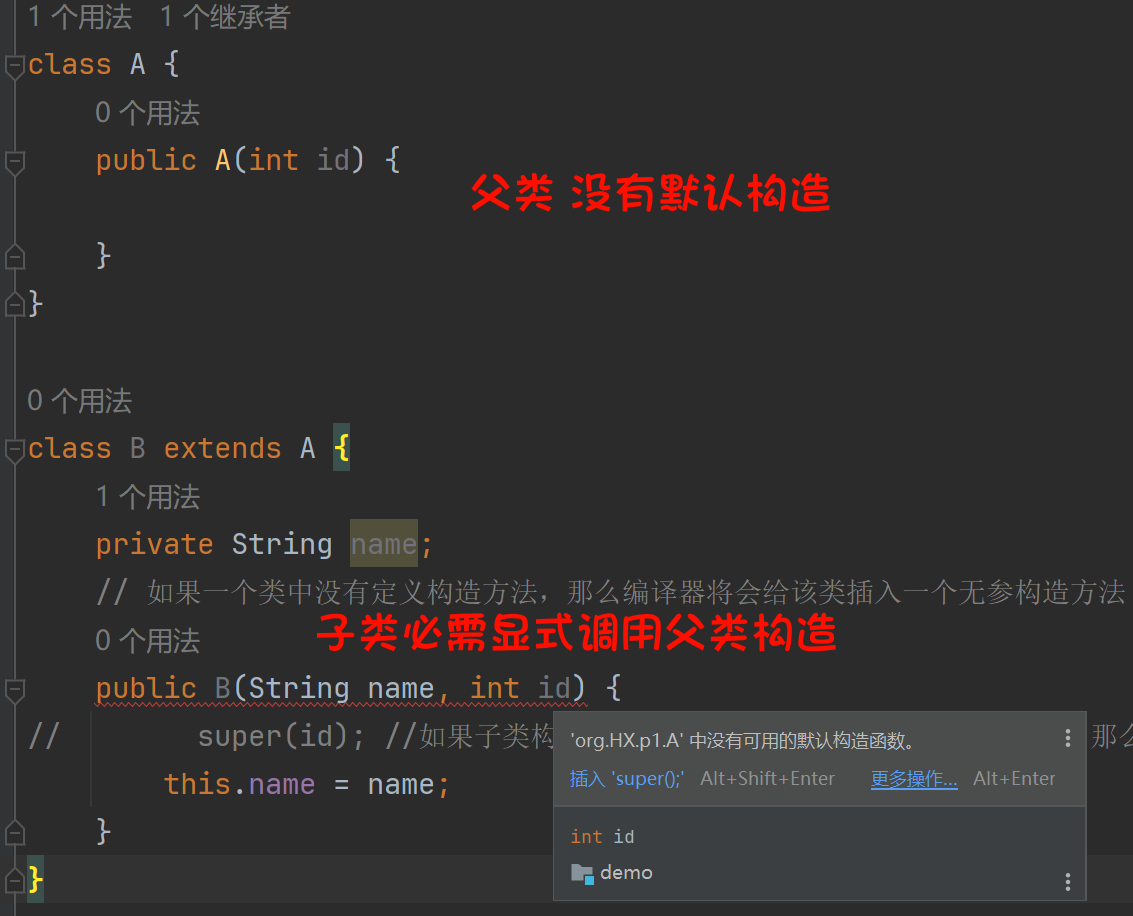 1 个用法 1 个继承者
class A {
0 个用法
public A(int id) {
父类 没有默认构造
}
}
0 个用法
class B extends A {
1 个用法
private String name;
// 如果一个类中没有定义构造方法，那么编译器将会给该类插入一个无参构造方法
子类必需显式调用父类构造
0 个用法
public B(String name, int id) {
// super(id); //如果子类构 那么
'org.HX.p1.A' 中没有可用的默认构造函数。
插入 'super();' Alt+Shift+Enter 更多操作... Alt+Enter
this.name = name;
}
int id
demo
}